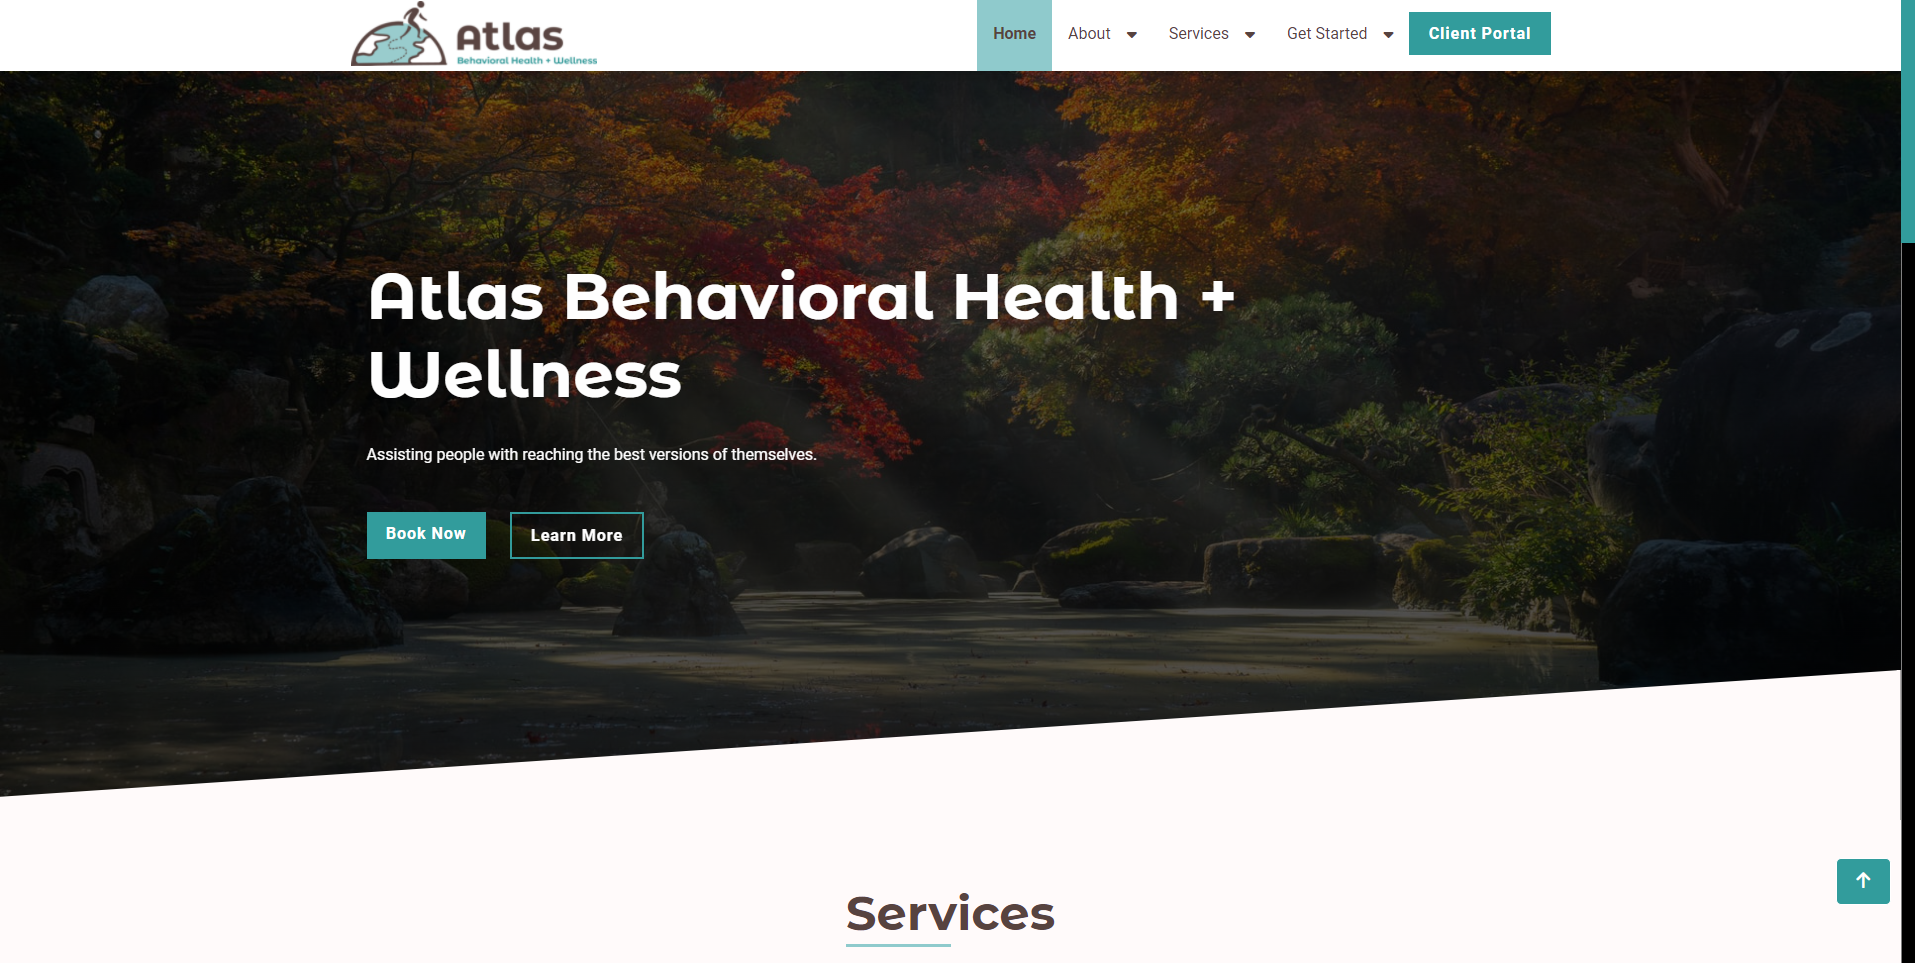 Atlas
Behavioral Health + Wellness
Home
About
Services
Get Started
Client Portal
Atlas Behavioral Health +
Wellness
Assisting people with reaching the best versions of themselves.
Book Now
Learn More
Services